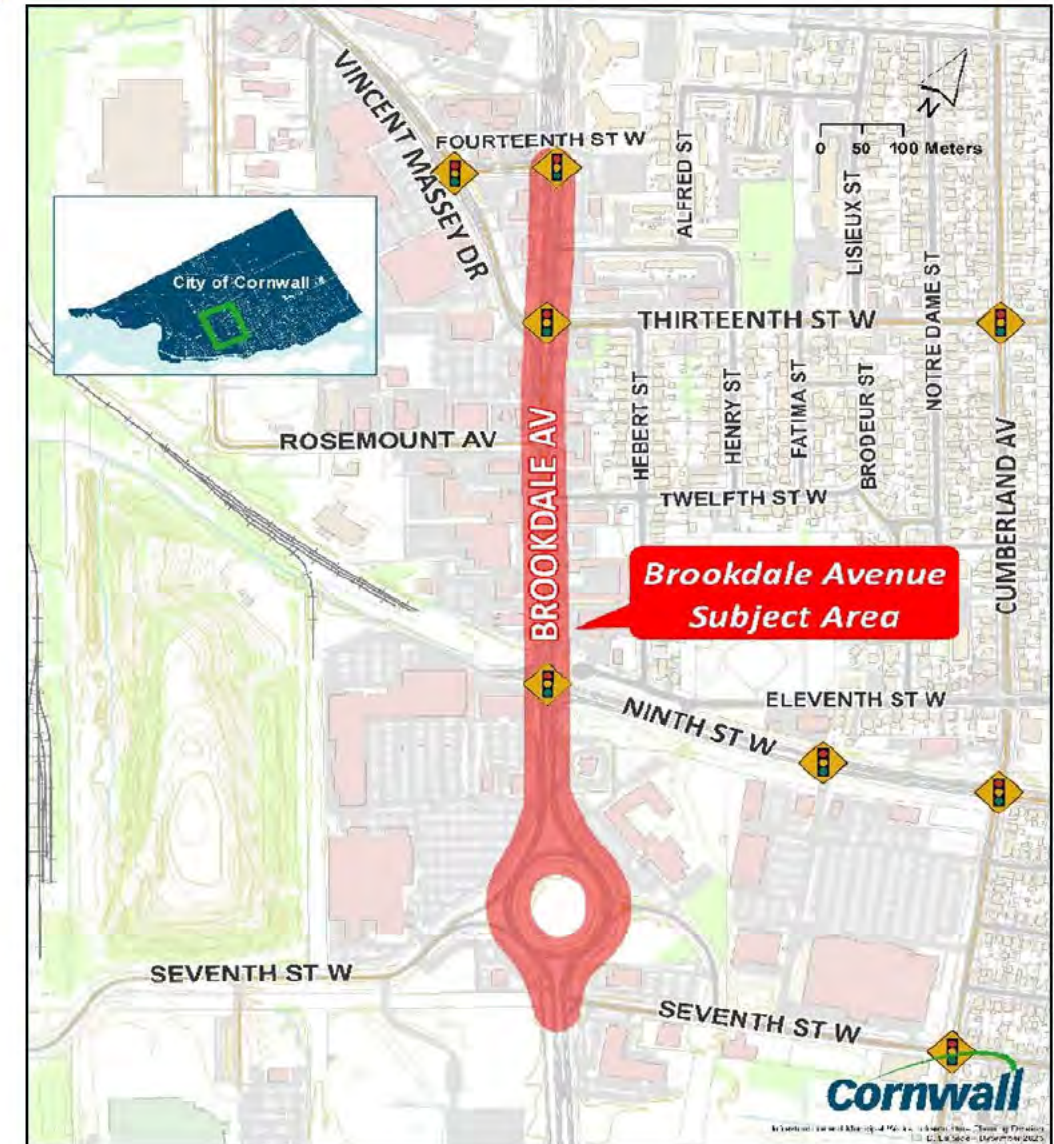 VINCENT MASSEY DR
FOURTEENTH ST W
N
0 50 100 Meters
ALFRED ST
LISIEUX ST
City of Cornwall
THIRTEENTH ST W
NOTRE DAME ST
HEBERT ST
HENRY ST
FATIMA ST
BRODEUR ST
ROSEMOUNT AV
BROOKDALE AV
TWELFTH ST W
CUMBERLAND AV
Brookdale Avenue
Subject Area
ELEVENTH ST W
NINTH ST W
SEVENTH ST W
SEVENTH ST W
Cornwall